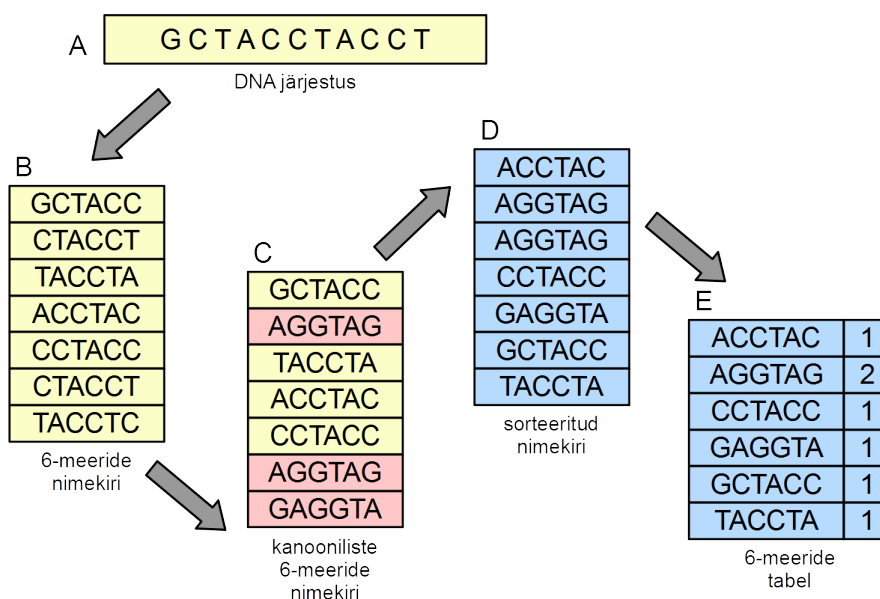 A
G C T A C C T A C C T
DNA järjestus
B
GCTACC
CTACCT
TACCTA
ACCTAC
CCTACC
CTACCT
TACCTC
6-meeride
nimekiri
C
GCTACC
AGGTAG
TACCTA
ACCTAC
CCTACC
AGGTAG
GAGGTA
kanooniliste
6-meeride
nimekiri
D
ACCTAC
AGGTAG
AGGTAG
CCTACC
GAGGTA
GCTACC
TACCTA
sorteeritud
nimekiri
E
ACCTAC 1
AGGTAG 2
CCTACC 1
GAGGTA 1
GCTACC 1
TACCTA 1
6-meeride
tabel